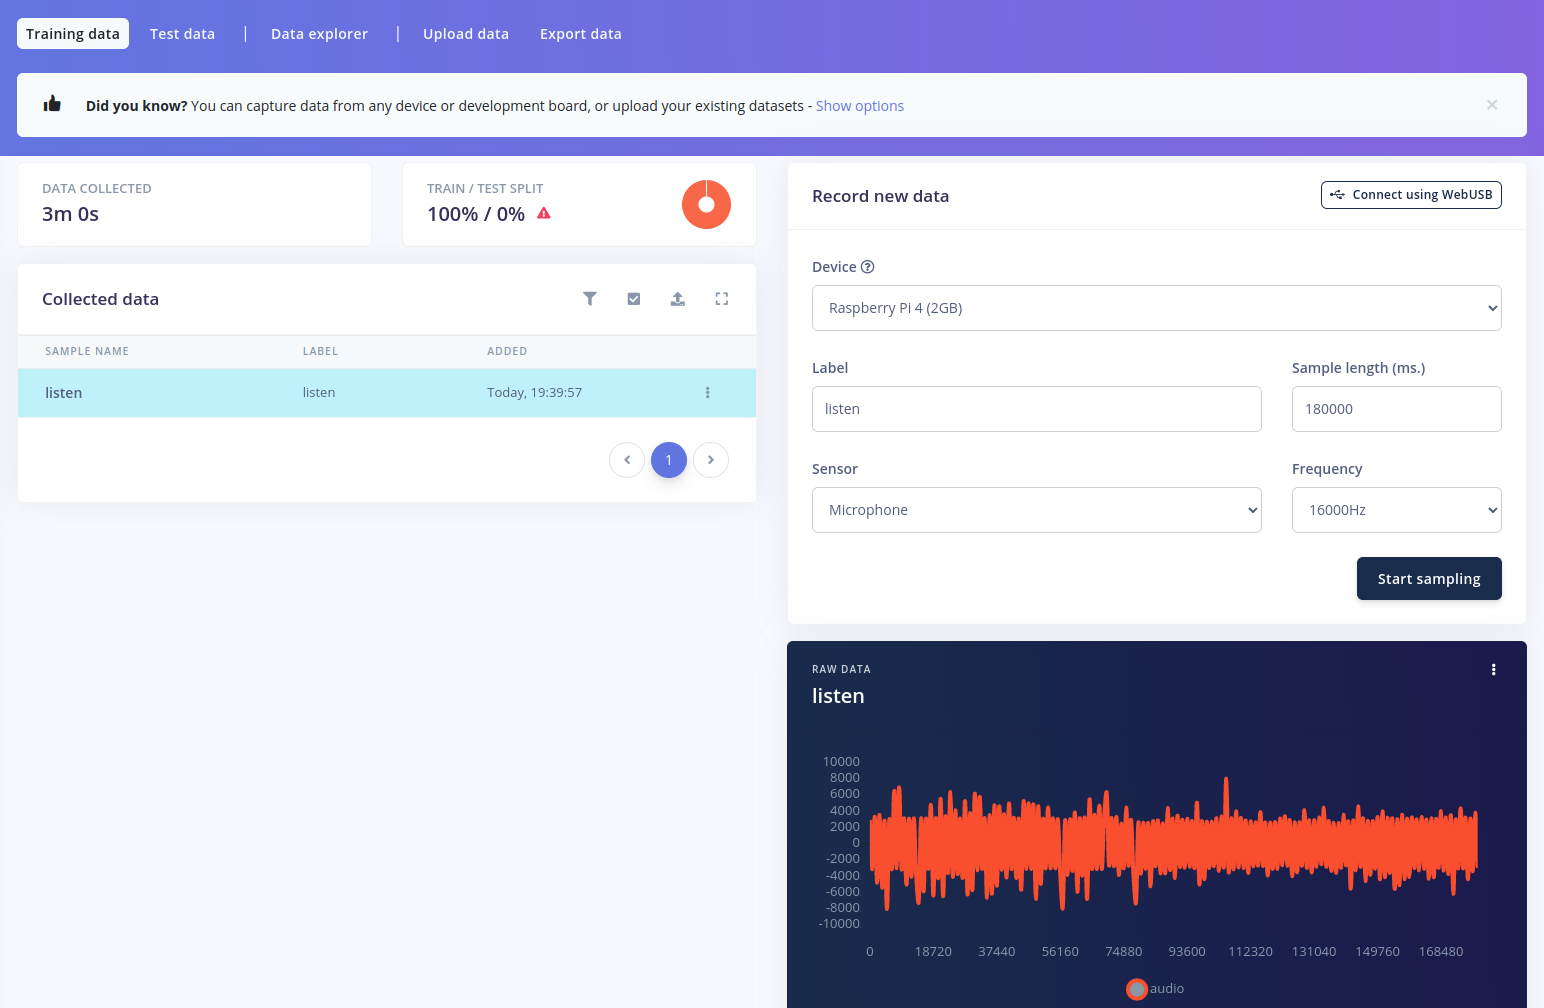 Training data
Test data
|
Data explorer
|
Upload data
Export data
Did you know? You can capture data from any device or development board, or upload your existing datasets - Show options
×
DATA COLLECTED
3m 0s
TRAIN / TEST SPLIT
100% / 0%
Collected data
SAMPLE NAME LABEL ADDED
listen listen Today, 19:39:57
1
Record new data
Connect using WebUSB
Device
Raspberry Pi 4 (2GB)
Label
listen
Sample length (ms.)
180000
Sensor
Microphone
Frequency
16000Hz
Start sampling
RAW DATA
listen
10000
8000
6000
4000
2000
0
-2000
-4000
-6000
-8000
-10000
0 18720 37440 56160 74880 93600 112320 131040 149760 168480
audio